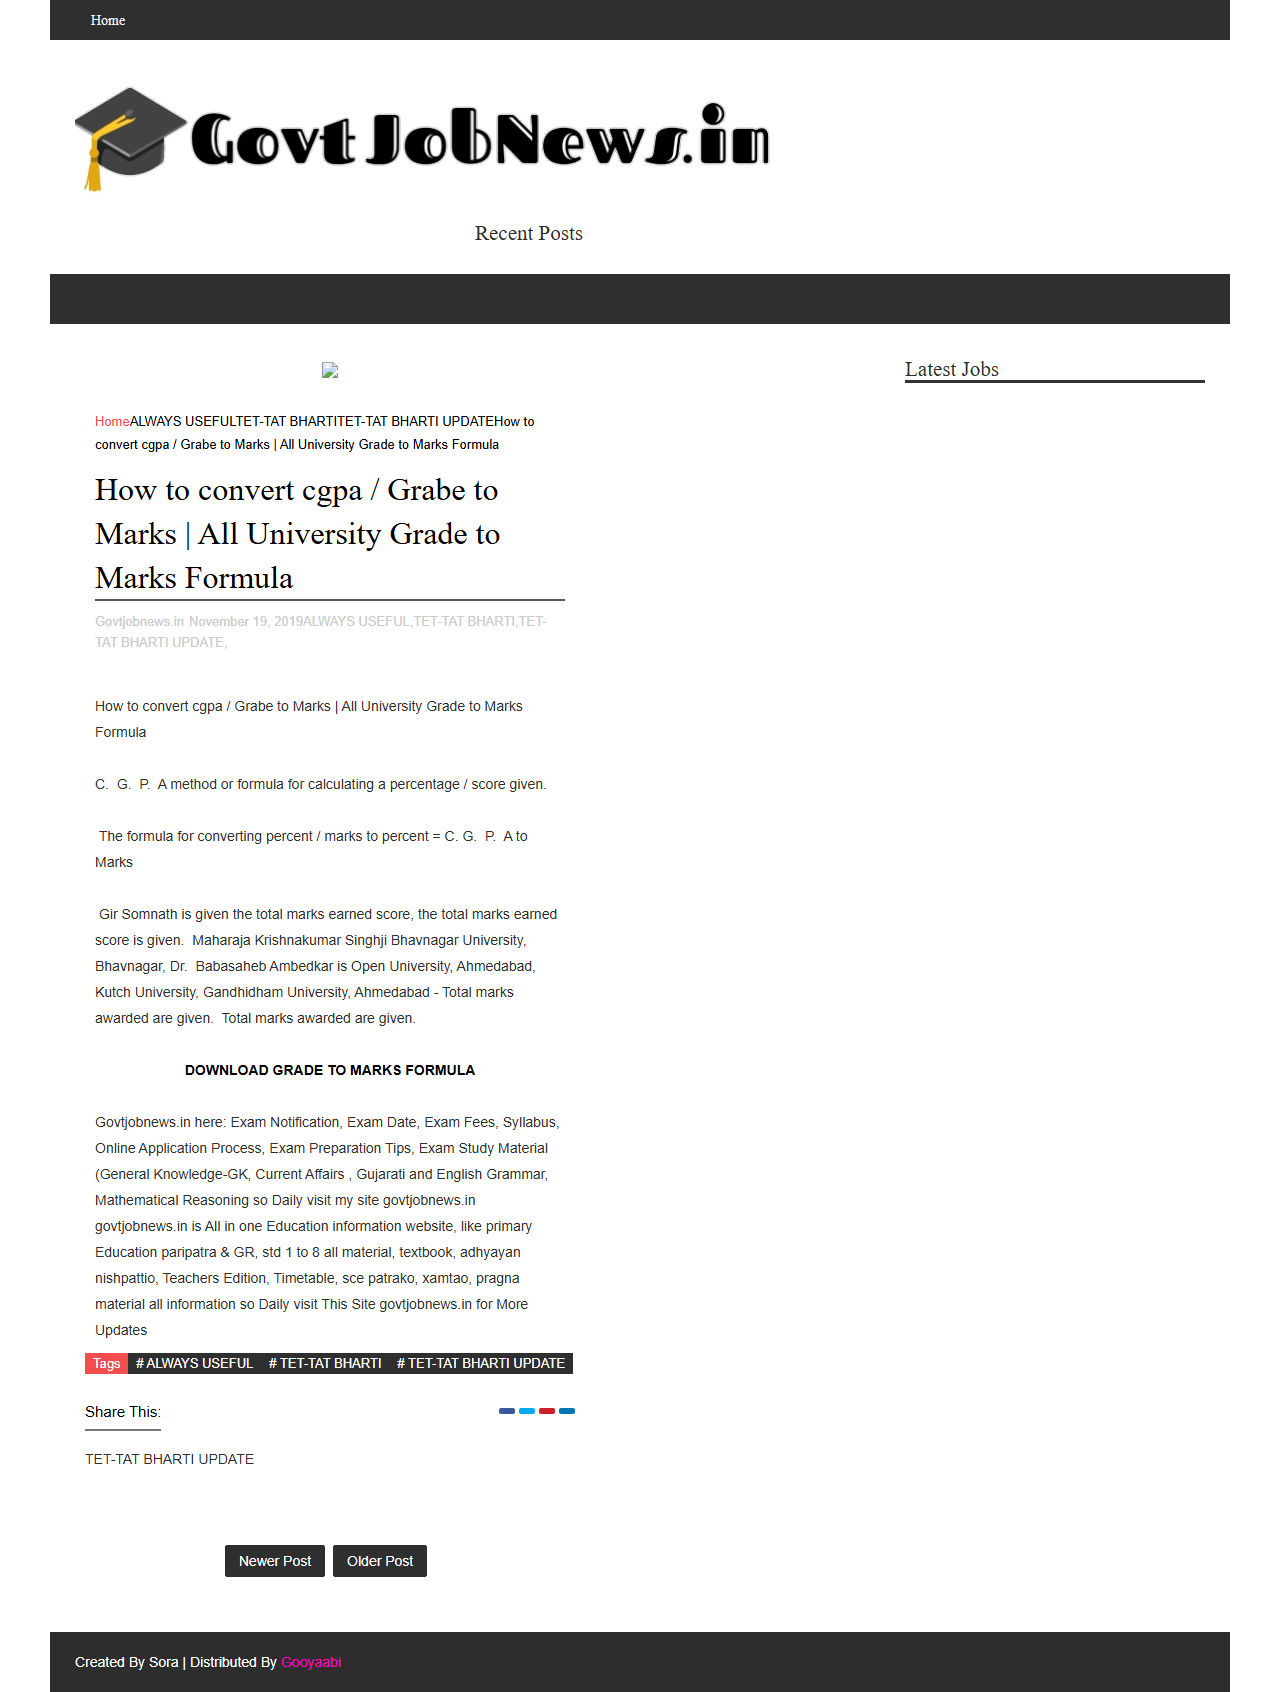 Home
Govt JobNews.in
Recent Posts
Latest Jobs
HomeALWAYS USEFULTET-TAT BHARTITET-TAT BHARTI UPDATEHow to
convert cgpa / Grabe to Marks | All University Grade to Marks Formula
How to convert cgpa / Grabe to
Marks | All University Grade to
Marks Formula
Govtjobnews.in November 19, 2019ALWAYS USEFUL,TET-TAT BHARTI,TET-
TAT BHARTI UPDATE,
How to convert cgpa / Grabe to Marks | All University Grade to Marks
Formula
C.  G.  P.  A method or formula for calculating a percentage / score given.
The formula for converting percent / marks to percent = C. G.  P.  A to
Marks
Gir Somnath is given the total marks earned score, the total marks earned
score is given.  Maharaja Krishnakumar Singhji Bhavnagar University,
Bhavnagar, Dr.  Babasaheb Ambedkar is Open University, Ahmedabad,
Kutch University, Gandhidham University, Ahmedabad - Total marks
awarded are given.  Total marks awarded are given.
DOWNLOAD GRADE TO MARKS FORMULA
Govtjobnews.in here: Exam Notification, Exam Date, Exam Fees, Syllabus,
Online Application Process, Exam Preparation Tips, Exam Study Material
(General Knowledge-GK, Current Affairs , Gujarati and English Grammar,
Mathematical Reasoning so Daily visit my site govtjobnews.in
govtjobnews.in is All in one Education information website, like primary
Education paripatra & GR, std 1 to 8 all material, textbook, adhyayan
nishpattio, Teachers Edition, Timetable, sce patrako, xamtao, pragna
material all information so Daily visit This Site govtjobnews.in for More
Updates
Tags # ALWAYS USEFUL # TET-TAT BHARTI # TET-TAT BHARTI UPDATE
Share This:
TET-TAT BHARTI UPDATE
Newer Post Older Post
Created By Sora | Distributed By Gooyaabi